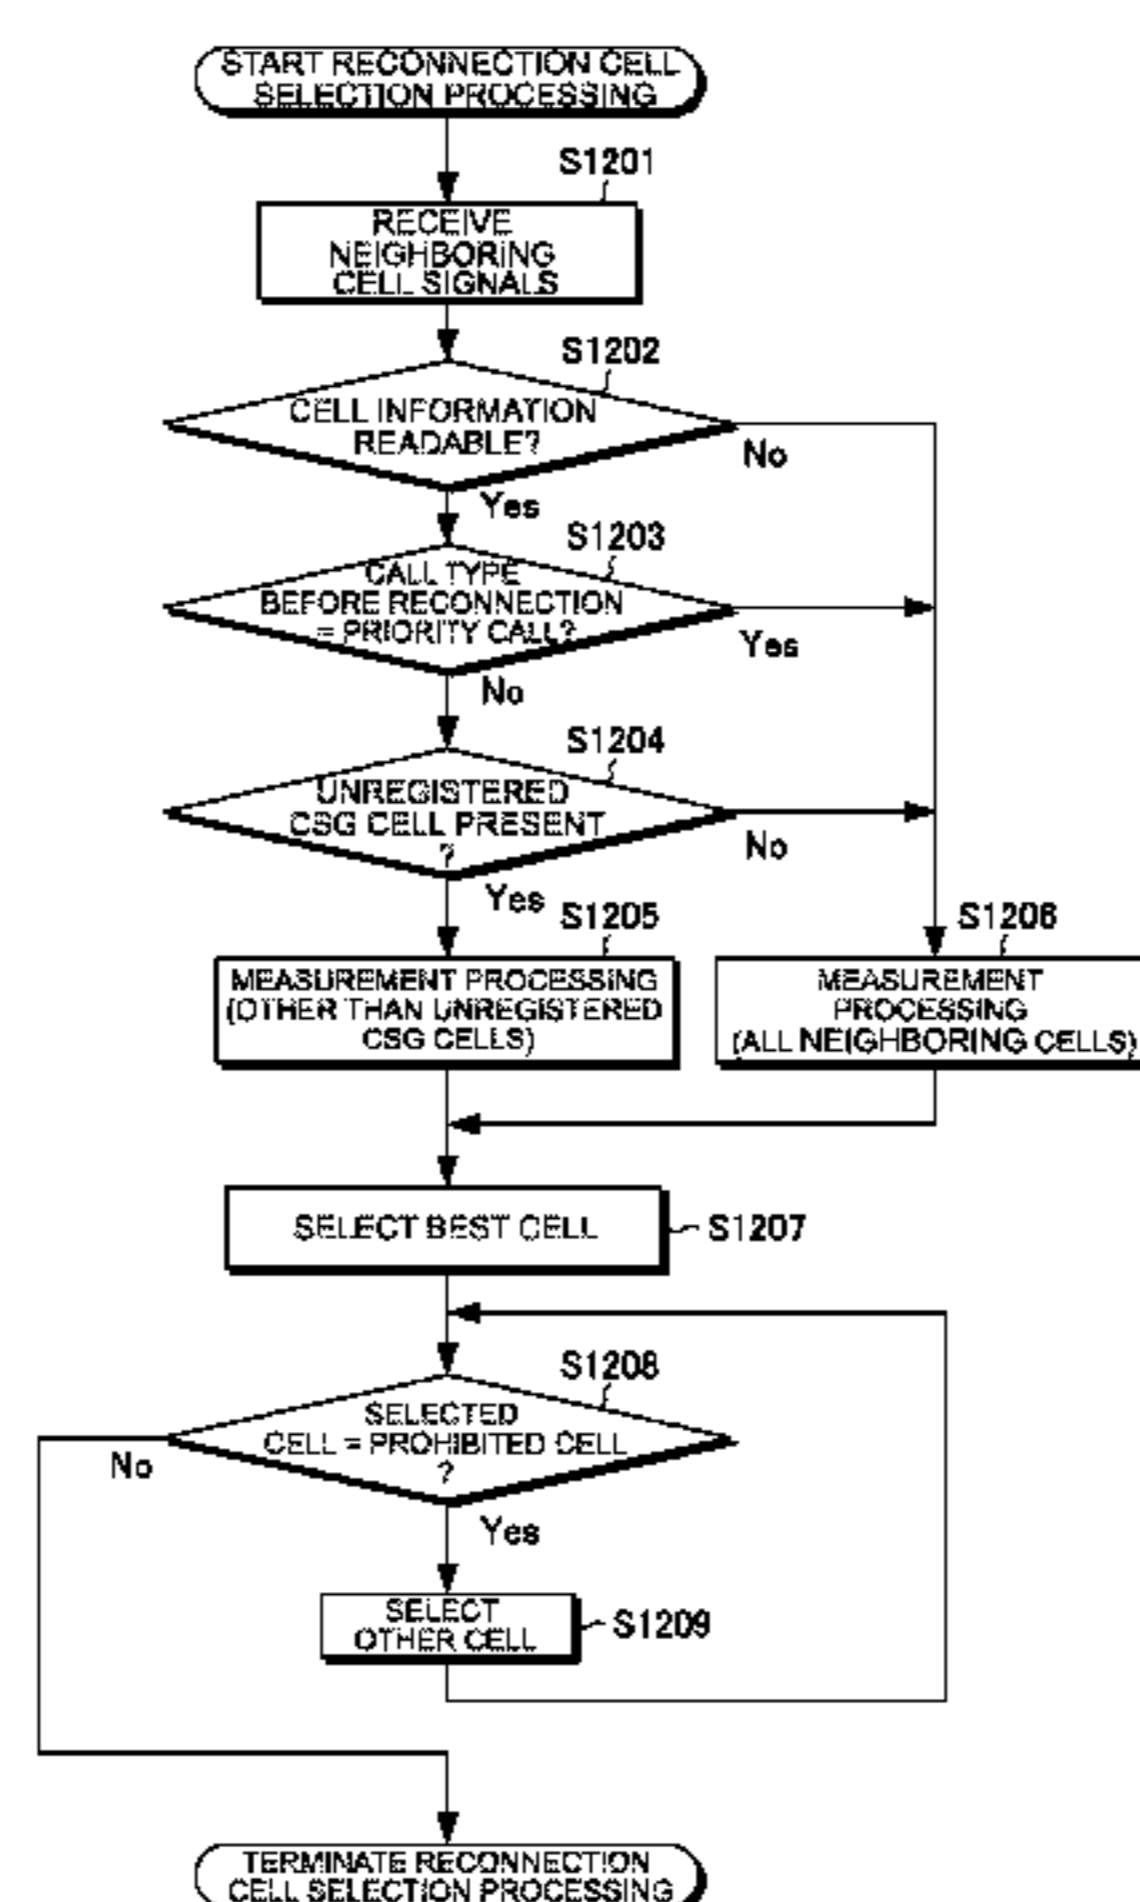 START RECONNECTION CELL
SELECTION PROCESSING
S1201
RECEIVE
NEIGHBORING
CELL SIGNALS
S1202
CELL INFORMATION
READABLE?
No
Yes
S1203
CALL TYPE
BEFORE RECONNECTION
= PRIORITY CALL?
Yes
No
S1204
UNREGISTERED
CSG CELL PRESENT
?
No
Yes
S1205
MEASUREMENT PROCESSING
(OTHER THAN UNREGISTERED
CSG CELLS)
S1206
MEASUREMENT
PROCESSING
(ALL NEIGHBORING CELLS)
SELECT BEST CELL
S1207
S1208
SELECTED
CELL = PROHIBITED CELL
?
No
Yes
SELECT
OTHER CELL
S1209
TERMINATE RECONNECTION
CELL SELECTION PROCESSING